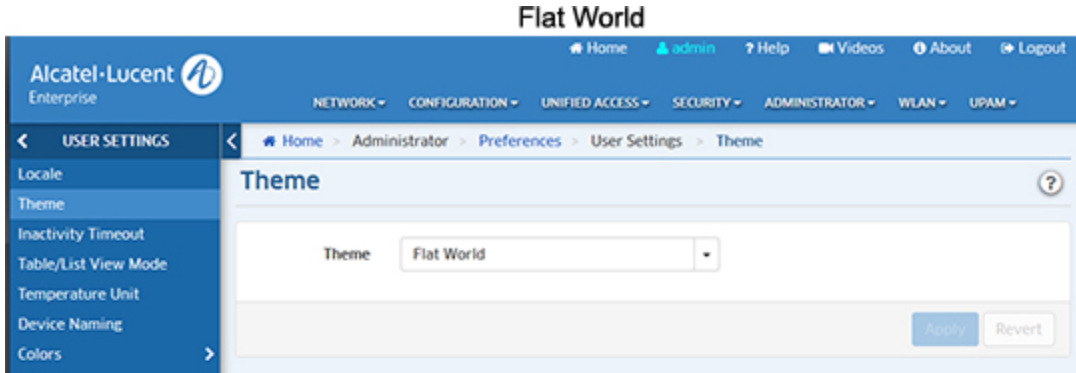 Flat World
Home admin ? Help Videos About Logout
Alcatel·Lucent
Enterprise
NETWORK CONFIGURATION UNIFIED ACCESS SECURITY ADMINISTRATOR WLAN UPAM
USER SETTINGS
Home > Administrator > Preferences > User Settings > Theme
Locale
Theme
Inactivity Timeout
Table/List View Mode
Temperature Unit
Device Naming
Colors
Theme
?
Theme Flat World
Apply Revert